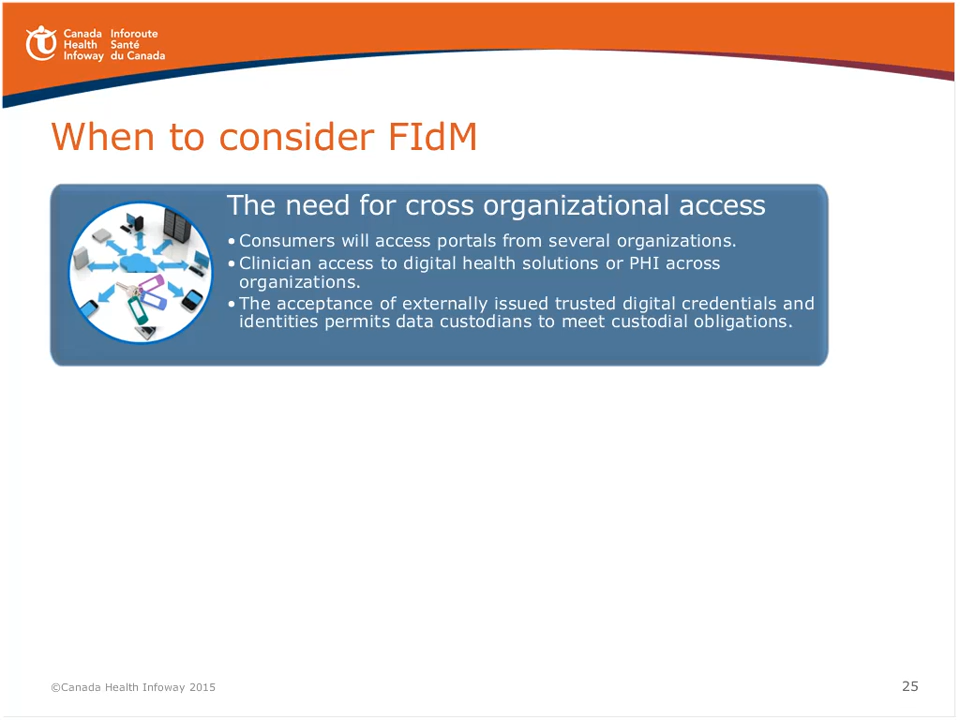 Canada Inforoute
Health Santé
Infoway du Canada
When to consider FIdM
The need for cross organizational access
• Consumers will access portals from several organizations.
• Clinician access to digital health solutions or PHI across
organizations.
• The acceptance of externally issued trusted digital credentials and
identities permits data custodians to meet custodial obligations.
©Canada Health Infoway 2015
25